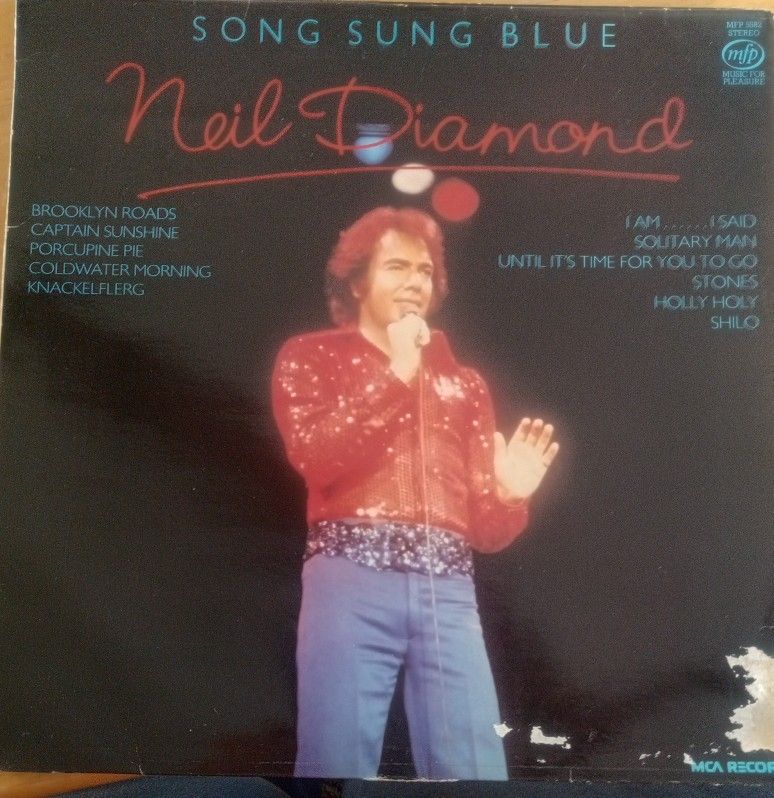 SONG SUNG BLUE
MFP 5682
STEREO
mfp
MUSIC FOR
PLEASURE
Neil Diamond
BROOKLYN ROADS
CAPTAIN SUNSHINE
PORCUPINE PIE
COLDWATER MORNING
KNACKELFLERG
I AM......I SAID
SOLITARY MAN
UNTIL IT'S TIME FOR YOU TO GO
STONES
HOLLY HOLY
SHILO
MCA RECOR